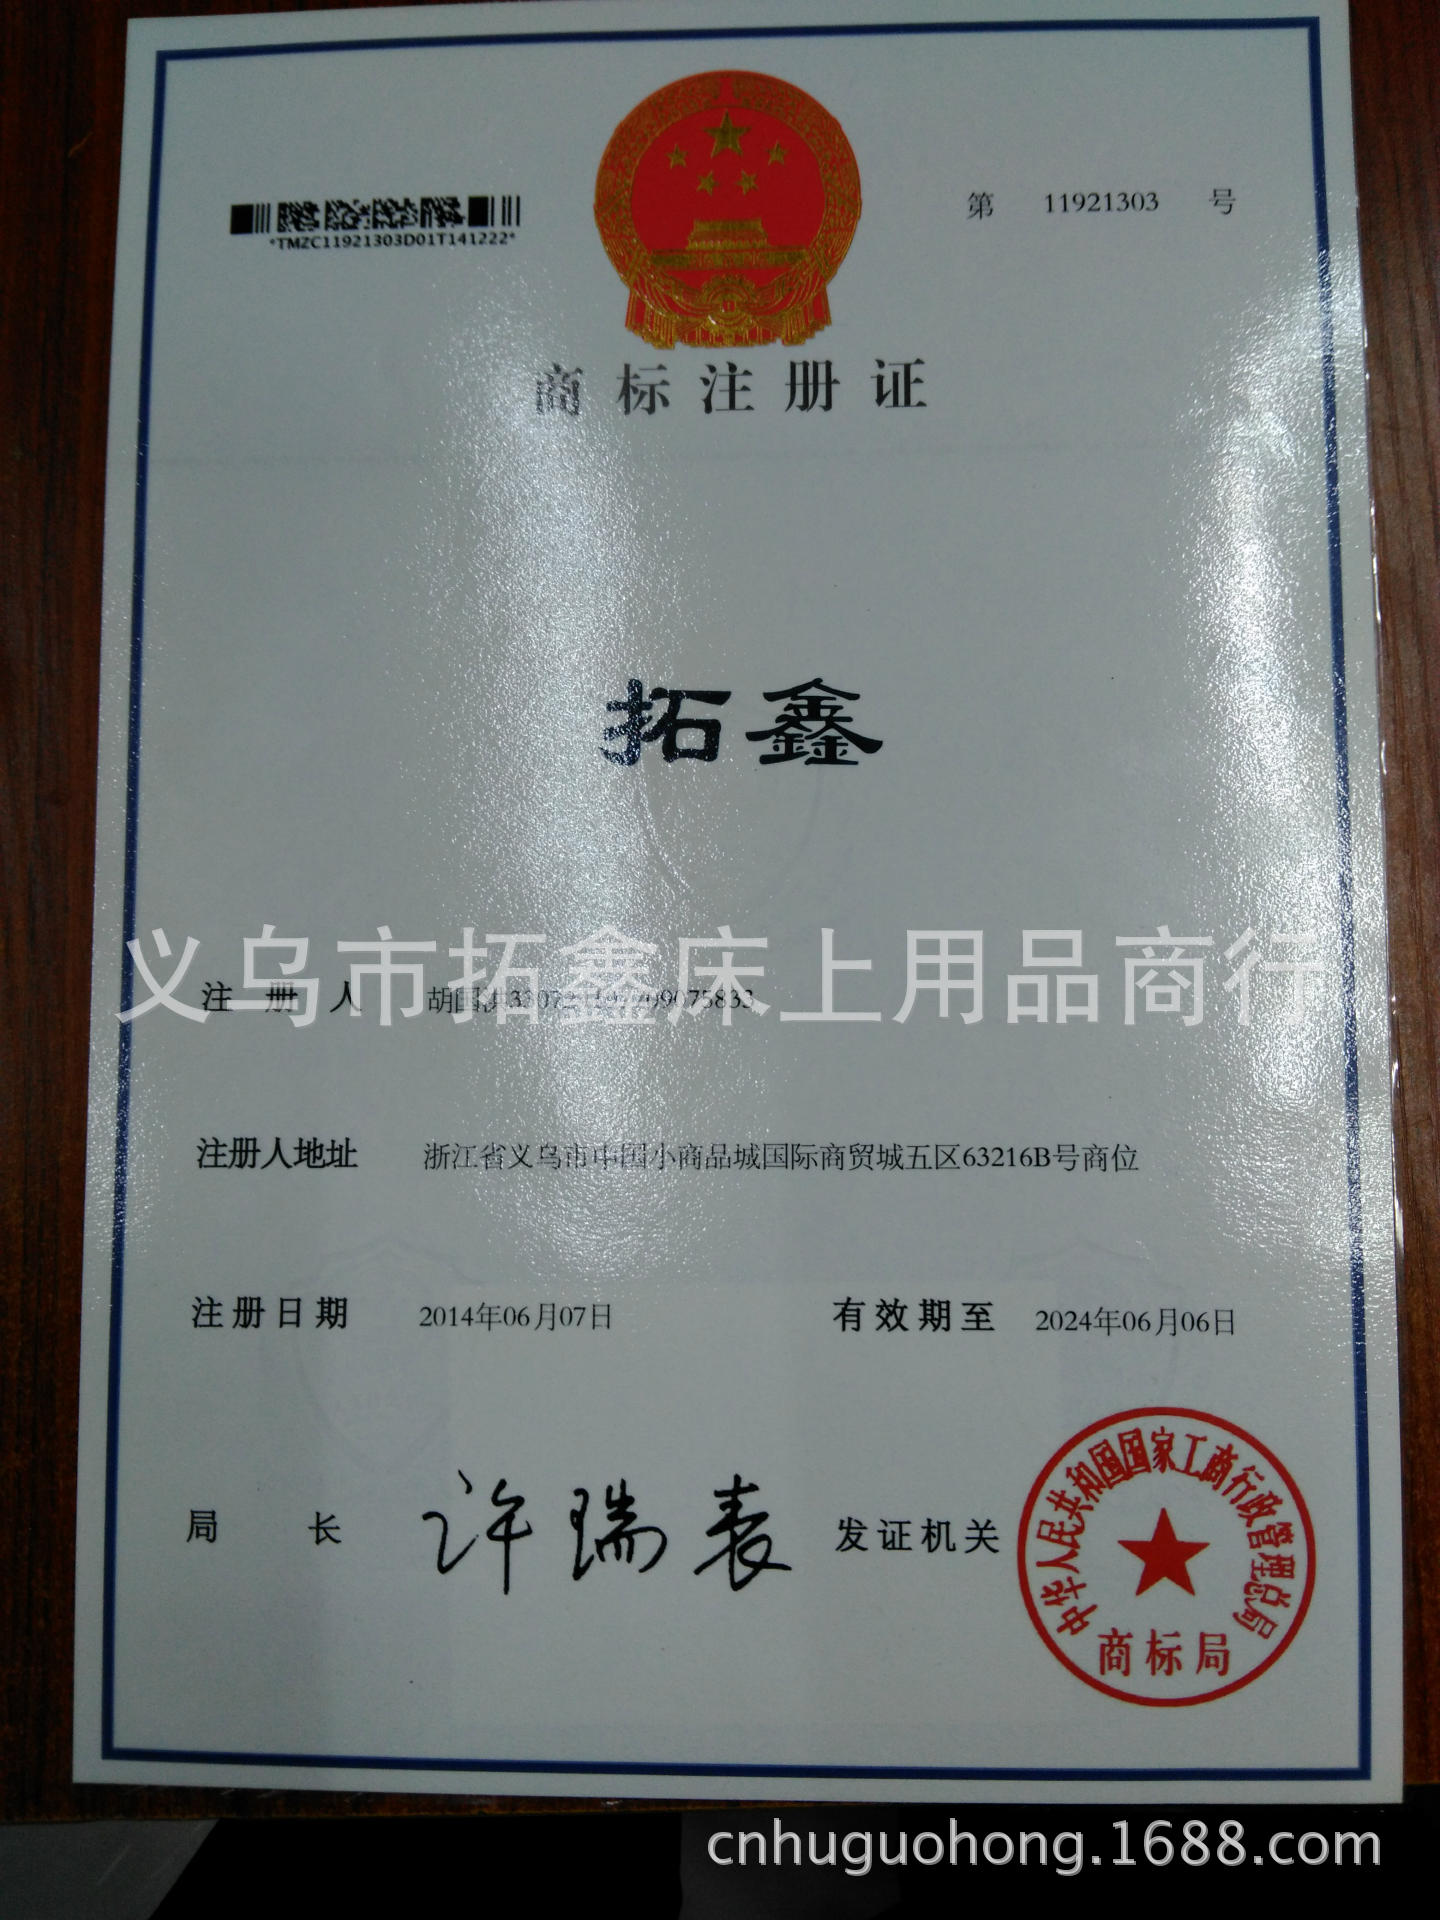 *TMZC11921303D01T141222*
第 11921303 号
商标注册证
拓鑫
义乌市拓鑫床上用品商行
注册人 胡国洪
注册人地址 浙江省义乌市中国小商品城国际商贸城五区63216B号商位
注册日期 2014年06月07日 有效期至 2024年06月06日
局长 许瑞表 发证机关
中华人民共和国国家工商行政管理总局
商标局
cnhuguohong.1688.com